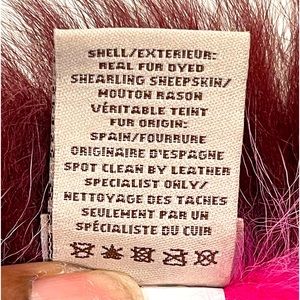 SHELL/EXTERIEUR:
REAL FUR DYED
SHEARLING SHEEPSKIN/
MOUTON RASON
VÉRITABLE TEINT
FUR ORIGIN:
SPAIN/FOURRURE
ORIGINAIRE D'ESPAGNE
SPOT CLEAN BY LEATHER
SPECIALIST ONLY/
NETTOYAGE DES TACHES
SEULEMENT PAR UN
SPÉCIALISTE DU CUIR